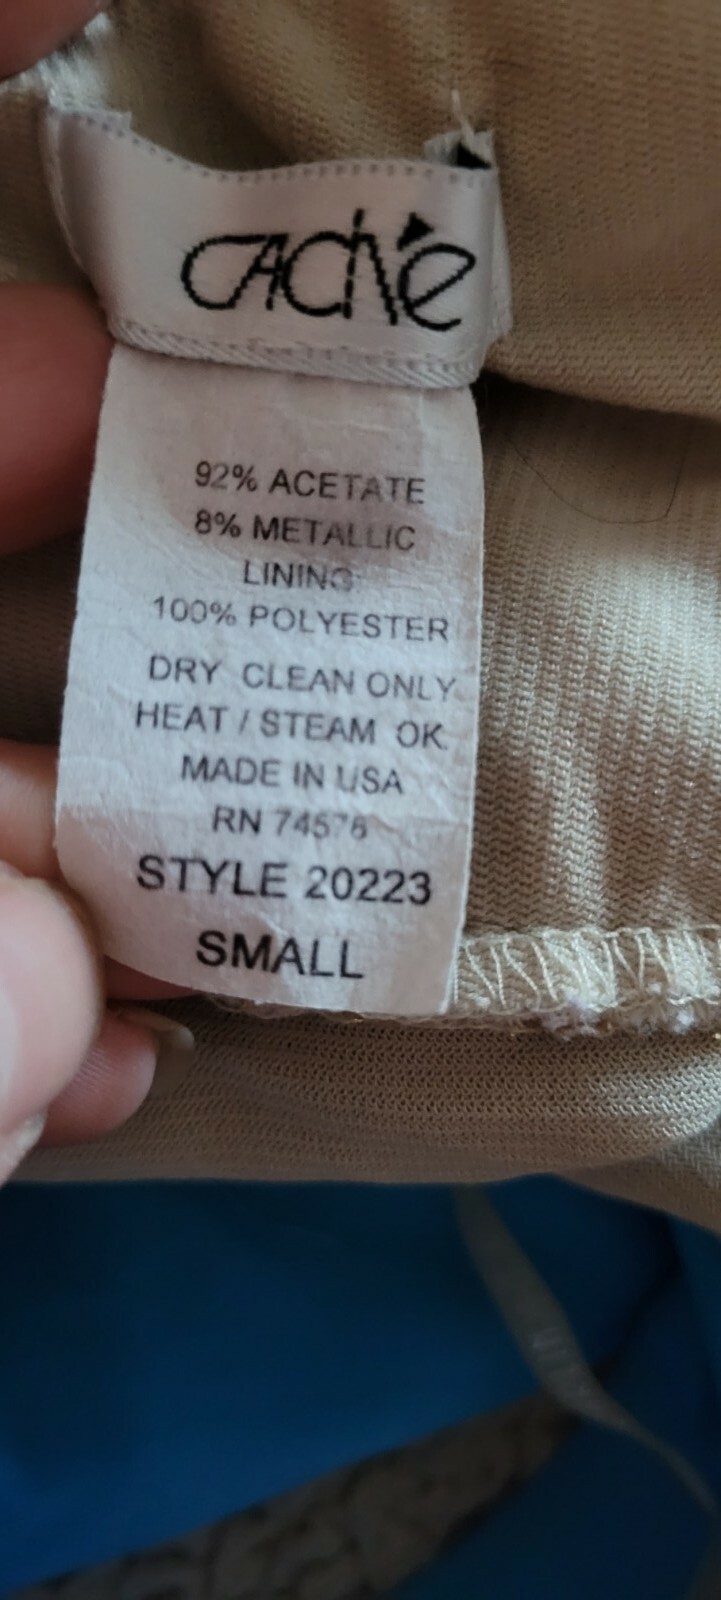 CACHÉ
92% ACETATE
8% METALLIC
LINING:
100% POLYESTER
DRY CLEAN ONLY
HEAT / STEAM OK
MADE IN USA
RN 74576
STYLE 20223
SMALL